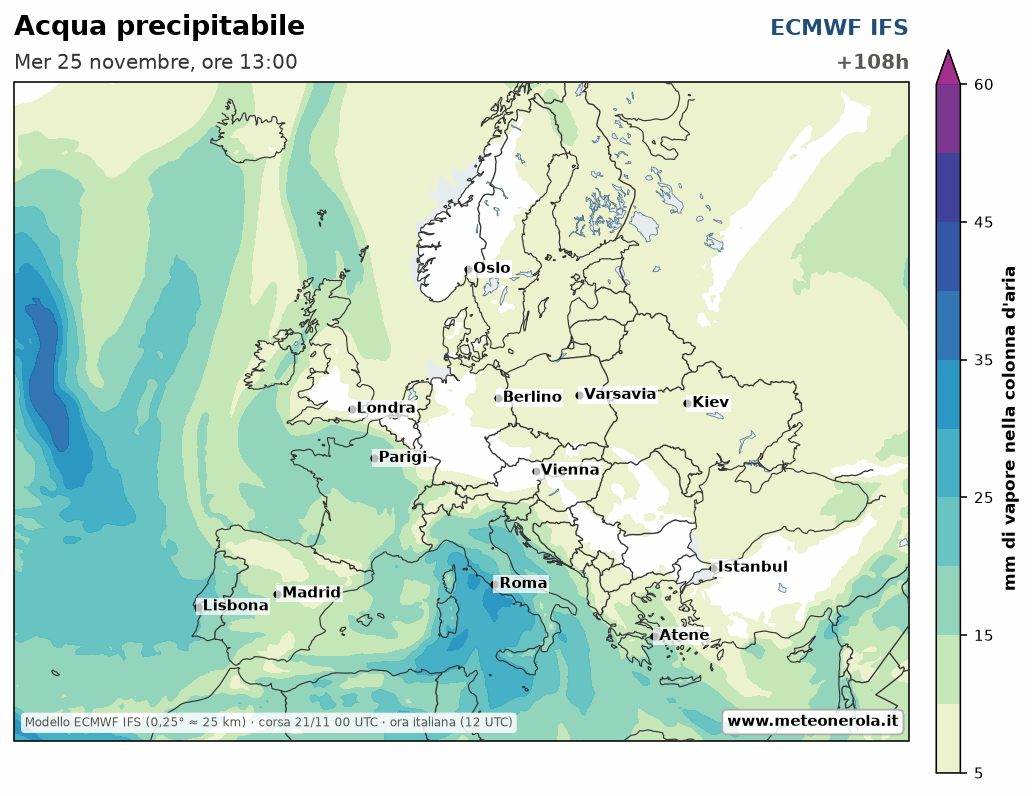 Acqua precipitabile
ECMWF IFS
Mer 25 novembre, ore 13:00
+108h
60
45
35
25
15
5
mm di vapore nella colonna d'aria
Oslo
Londra
Berlino
Varsavia
Kiev
Parigi
Vienna
Istanbul
Roma
Madrid
Lisbona
Atene
Modello ECMWF IFS (0,25° ≈ 25 km) · corsa 21/11 00 UTC · ora italiana (12 UTC)
www.meteonerola.it